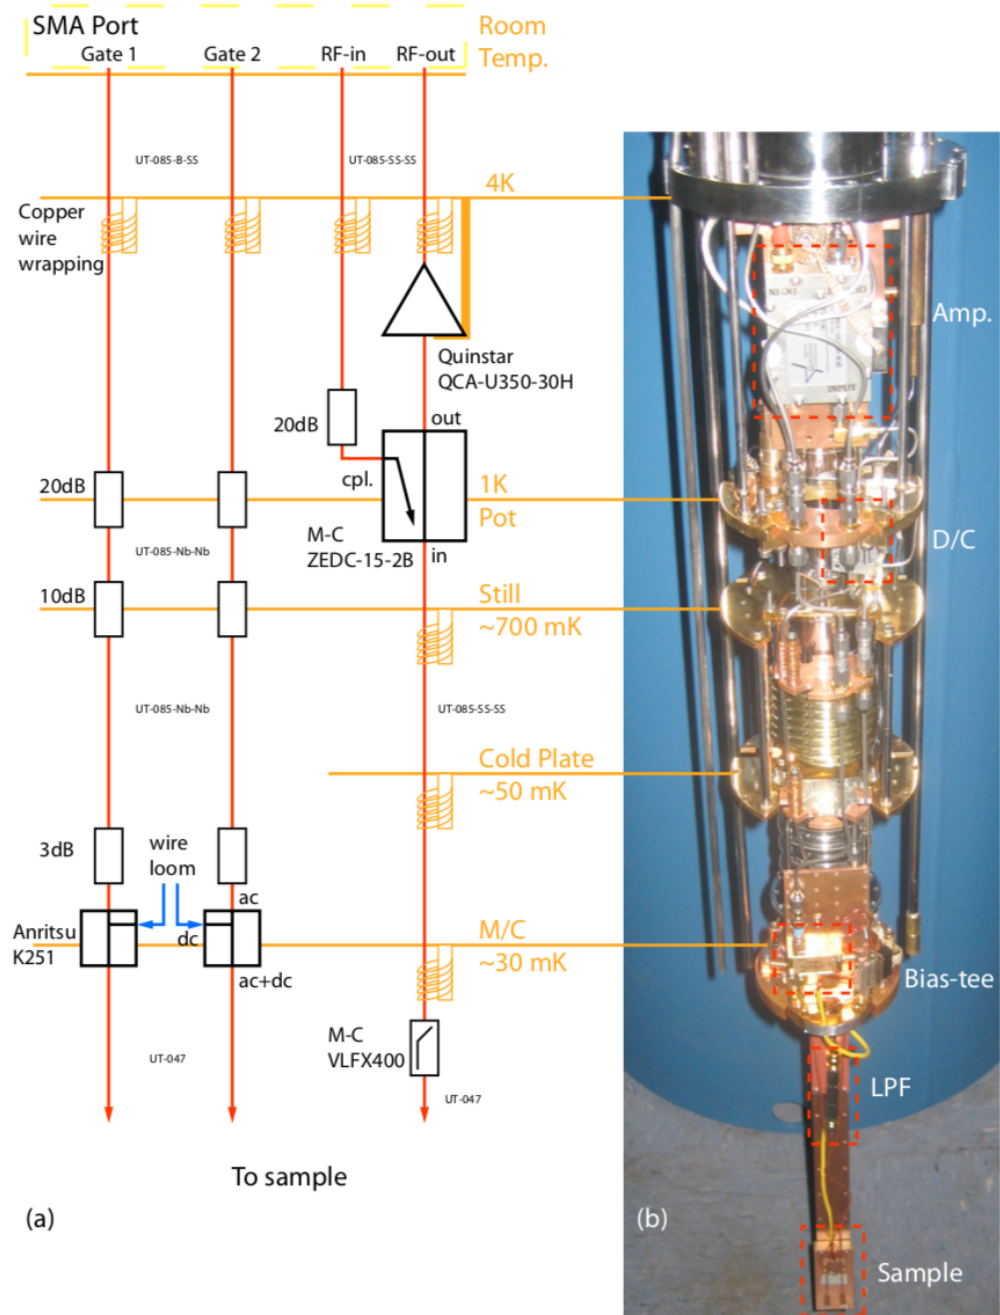 SMA Port
Gate 1
Gate 2
RF-in
RF-out
Room
Temp.
UT-085-B-SS
UT-085-SS-SS
4K
Copper
wire
wrapping
Quinstar
QCA-U350-30H
20dB
out
cpl.
20dB
1K
Pot
M-C
ZEDC-15-2B
in
UT-085-Nb-Nb
10dB
Still
~700 mK
UT-085-Nb-Nb
UT-085-SS-SS
Cold Plate
~50 mK
3dB
wire
loom
ac
Anritsu
K251
dc
M/C
~30 mK
ac+dc
M-C
VLFX400
UT-047
UT-047
To sample
(a)
Amp.
D/C
Bias-tee
LPF
(b)
Sample